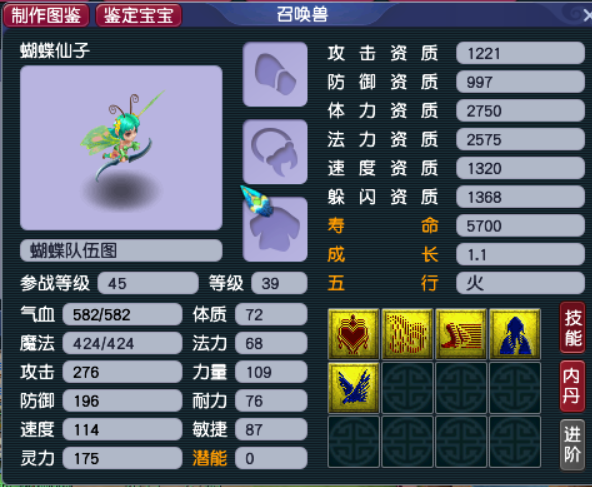 制作图鉴 鉴定宝宝 召唤兽
蝴蝶仙子
攻击资质 1221
防御资质 997
体力资质 2750
法力资质 2575
速度资质 1320
躲闪资质 1368
寿命 5700
成长 1.1
五行 火
蝴蝶队伍图
参战等级 45 等级 39
气血 582/582 体质 72
魔法 424/424 法力 68
攻击 276 力量 109
防御 196 耐力 76
速度 114 敏捷 87
灵力 175 潜能 0
技能
内丹
进阶